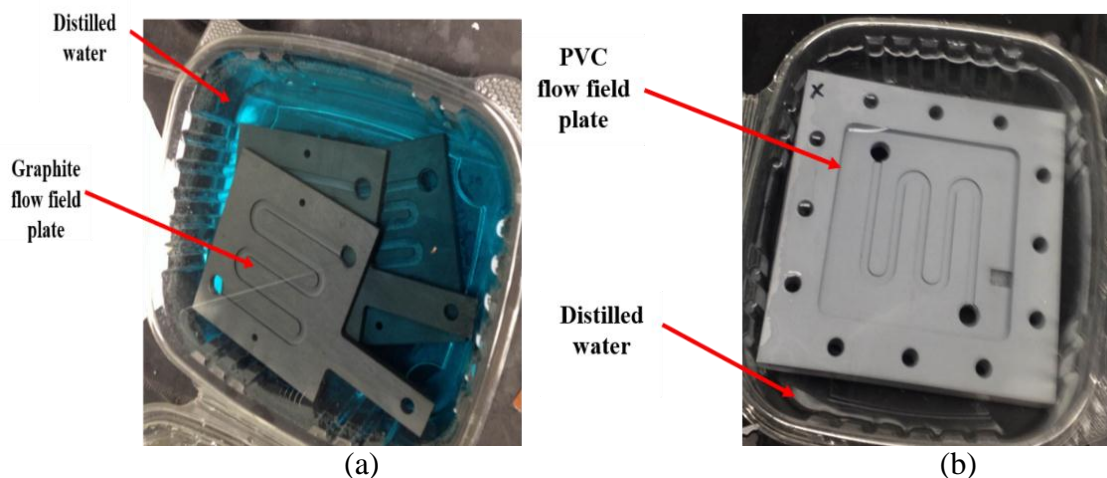 Distilled
water
Graphite
flow field
plate
PVC
flow field
plate
Distilled
water
X
(a)
(b)